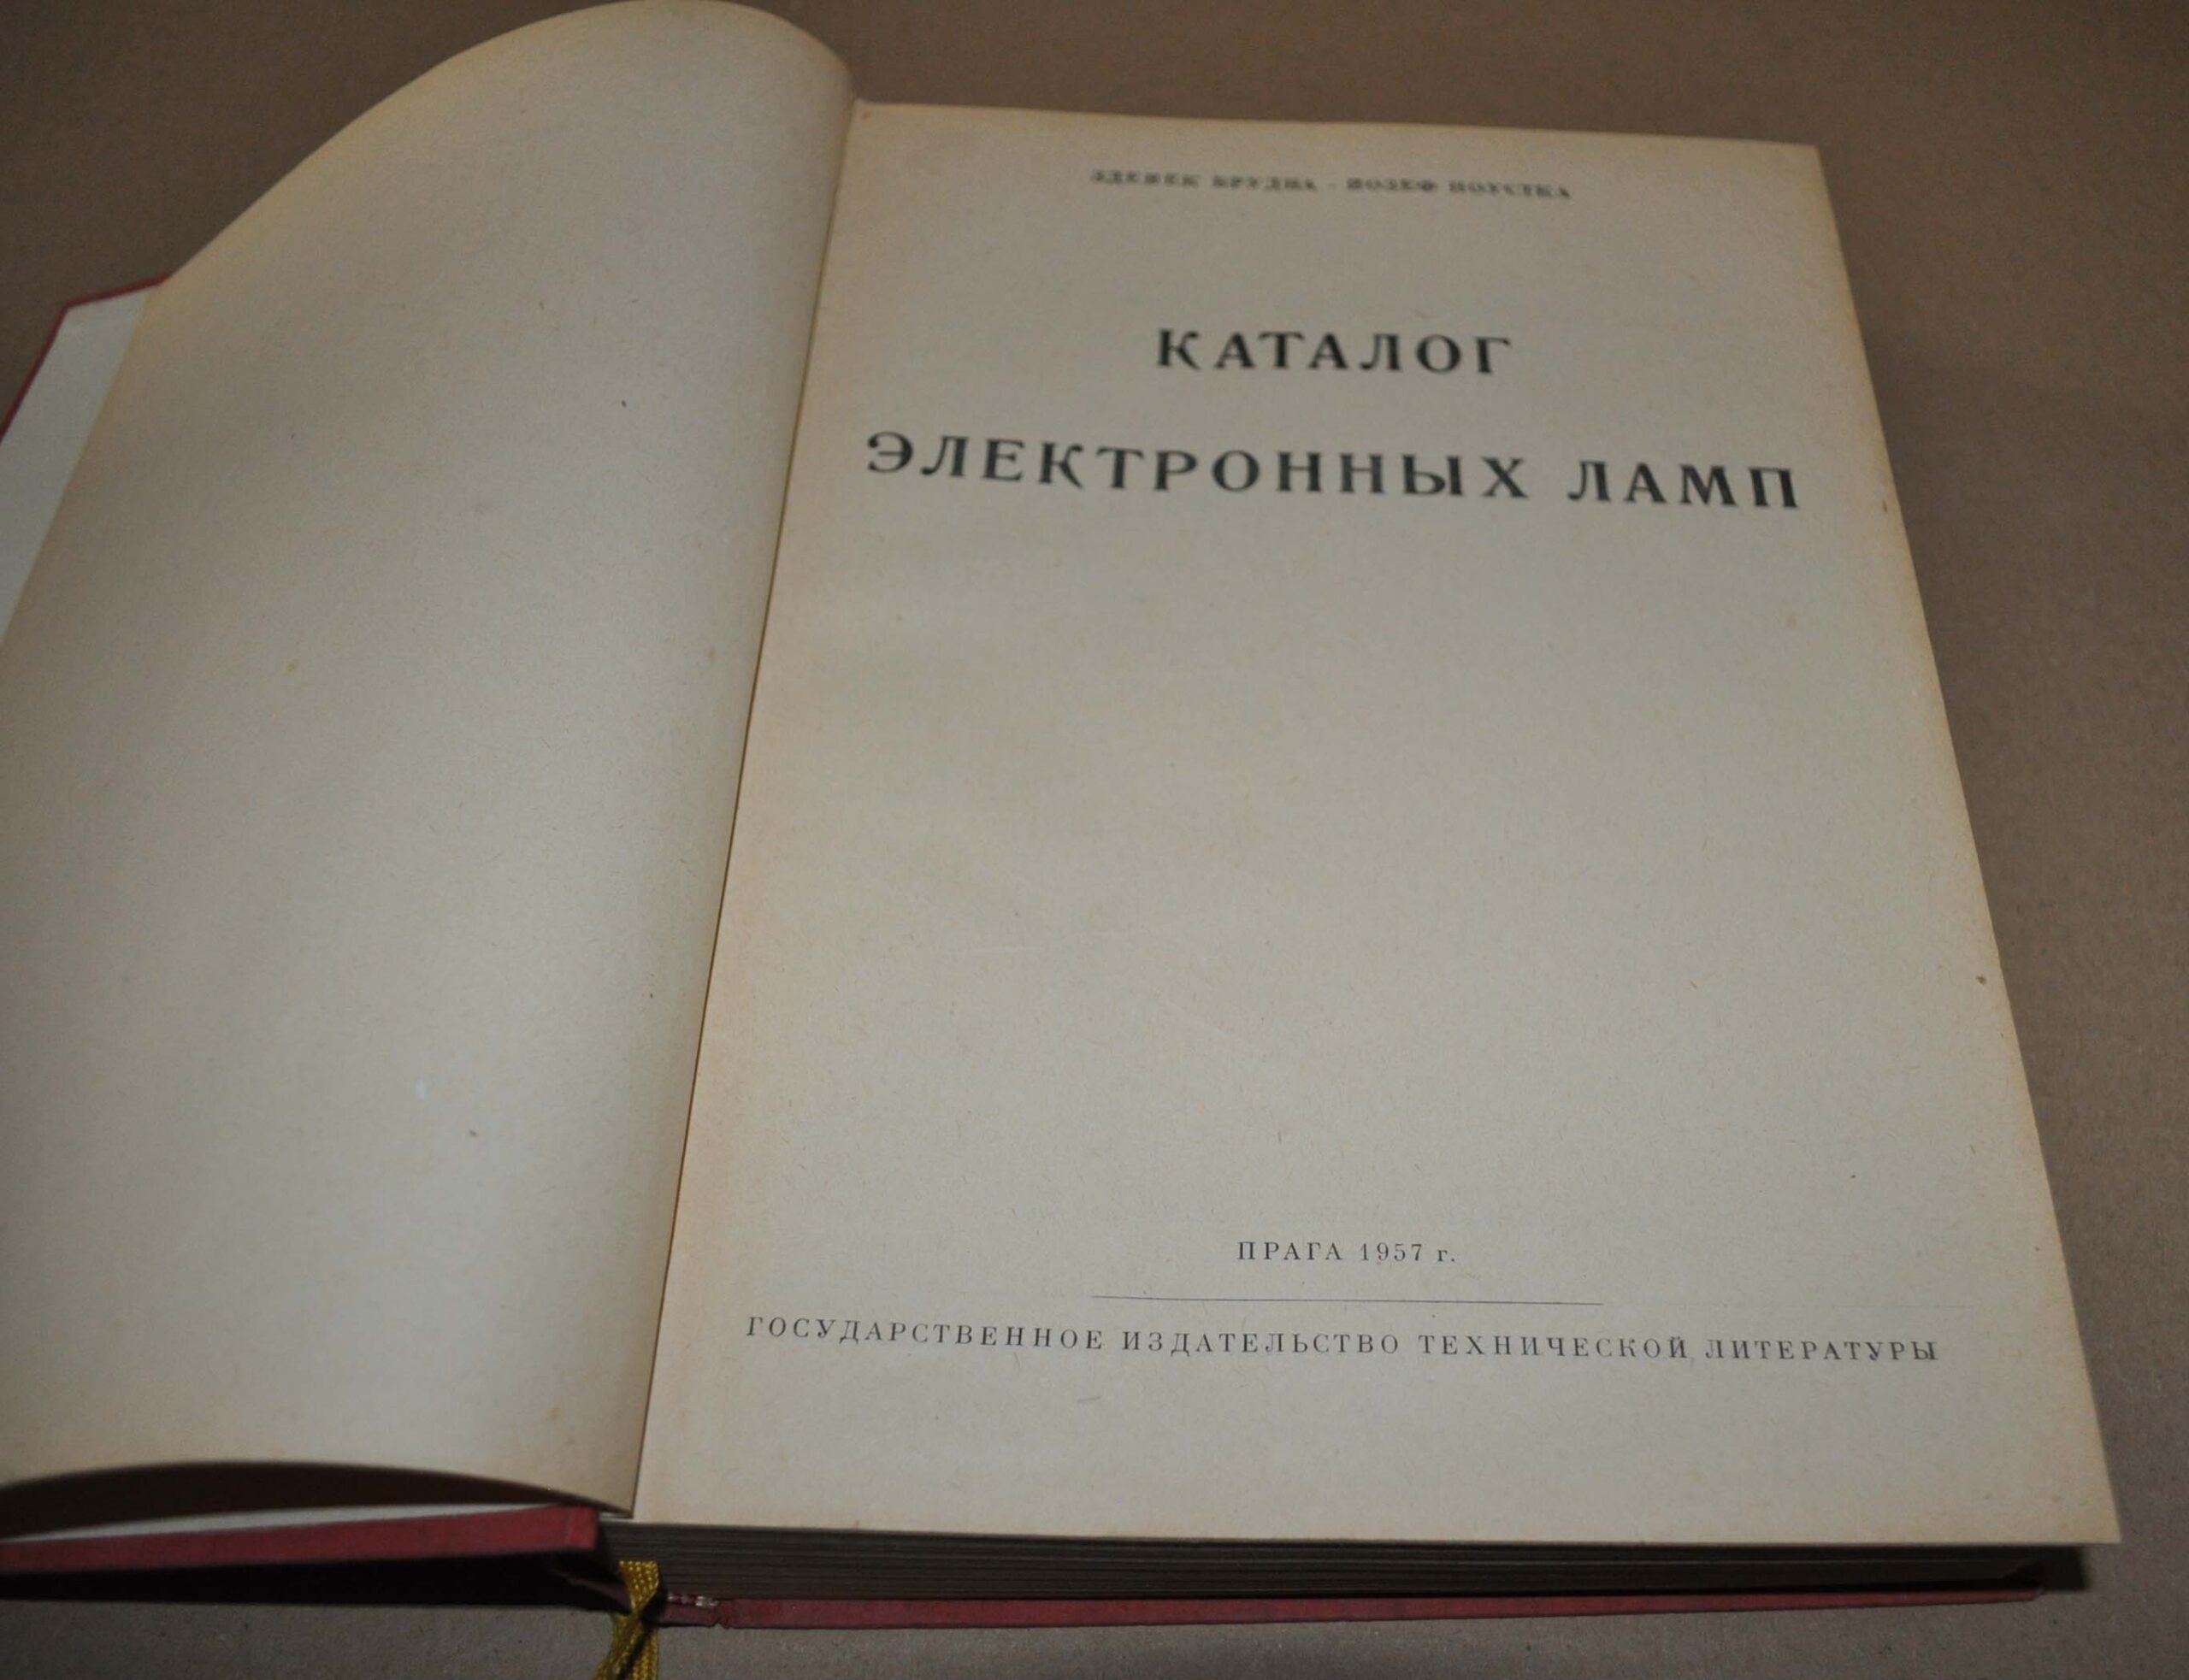 ЗДЕНЕК БРУДНА - ЙОЗЕФ ПОУСТКА
КАТАЛОГ
ЭЛЕКТРОННЫХ ЛАМП
ПРАГА 1957 г.
ГОСУДАРСТВЕННОЕ ИЗДАТЕЛЬСТВО ТЕХНИЧЕСКОЙ ЛИТЕРАТУРЫ